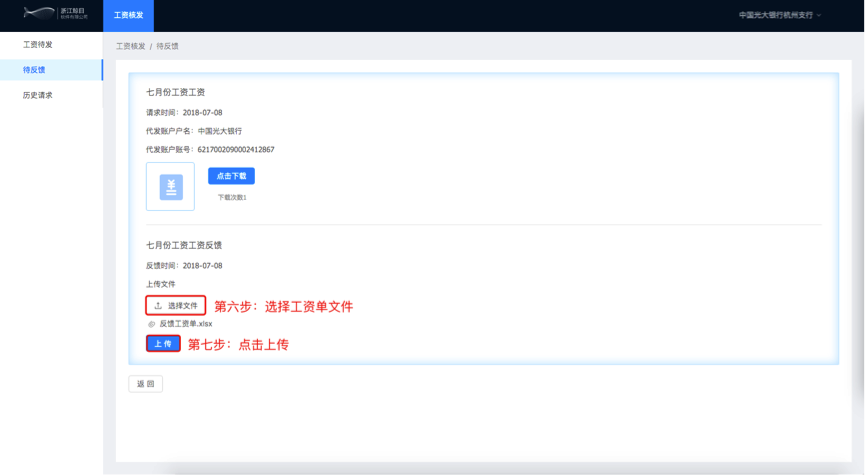 浙江鲸目
工资核发
中国光大银行杭州支行
工资待发
待反馈
历史请求
工资核发 / 待反馈
七月份工资工资
请求时间：2018-07-08
代发账户户名：中国光大银行
代发账户账号：6217002090002412867
点击下载
下载次数1
七月份工资工资反馈
反馈时间：2018-07-08
上传文件
选择文件 第六步：选择工资单文件
反馈工资单.xlsx
上 传 第七步：点击上传
返 回